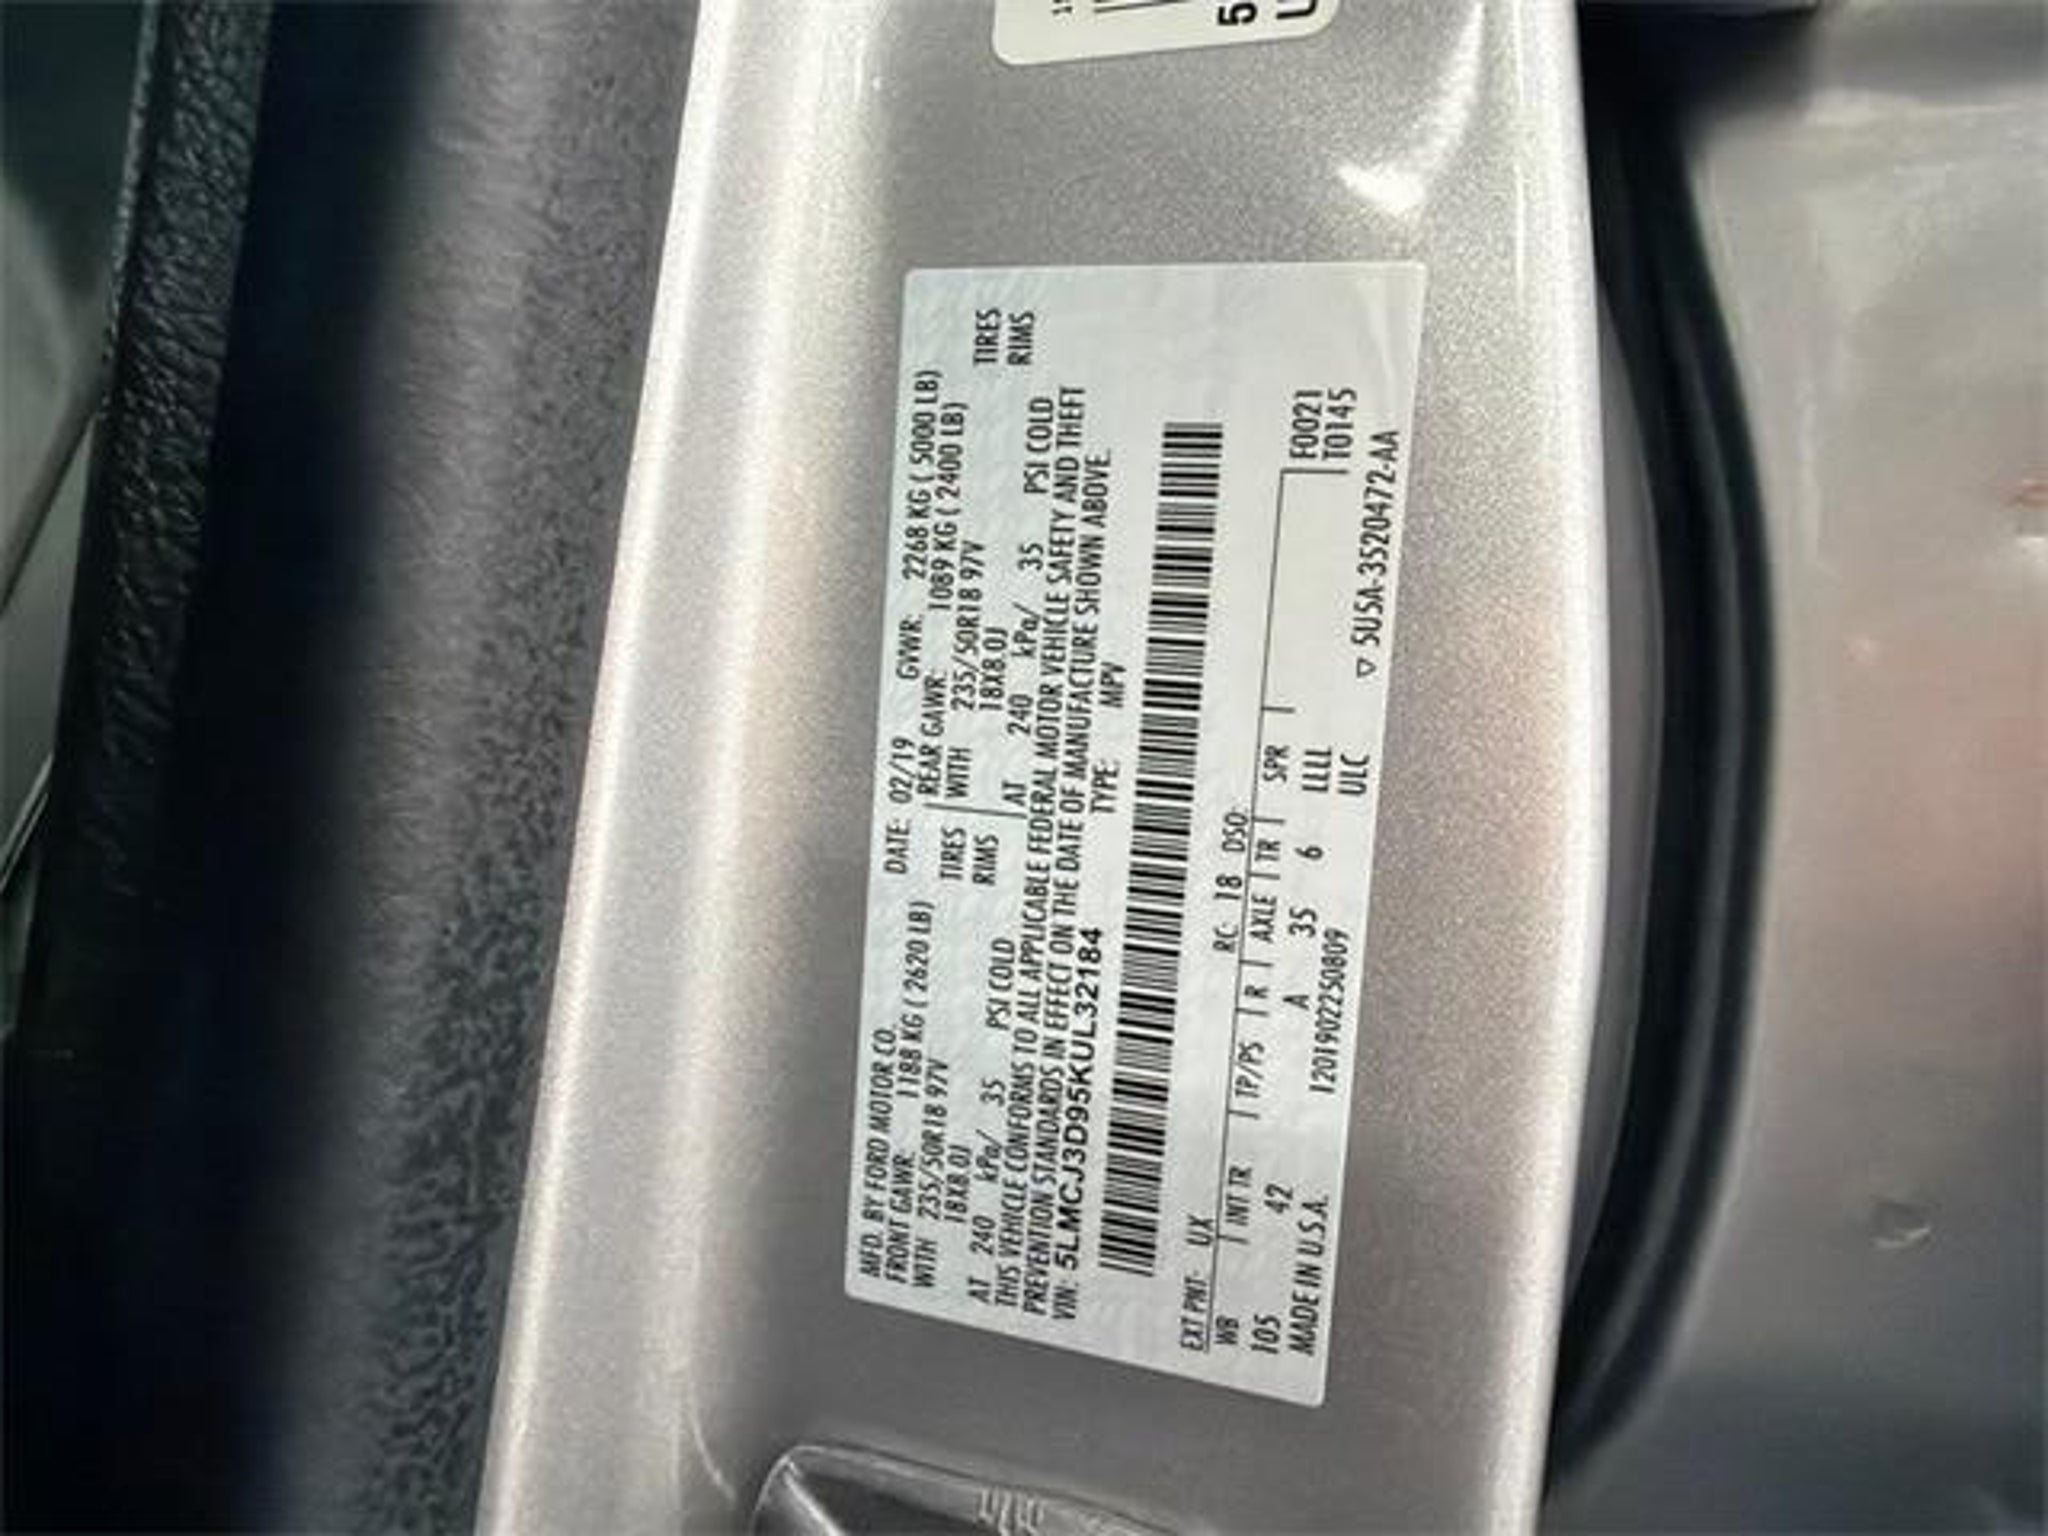 MFD. BY FORD MOTOR CO. DATE: 02/19 GVWR: 2268 KG ( 5000 LB)
FRONT GAWR: 1188 KG ( 2620 LB) REAR GAWR: 1089 KG ( 2400 LB)
WITH 235/50R18 97V TIRES WITH 235/50R18 97V TIRES
18X8.0J RIMS 18X8.0J RIMS
AT 240 kPa/ 35 PSI COLD AT 240 kPa/ 35 PSI COLD
THIS VEHICLE CONFORMS TO ALL APPLICABLE FEDERAL MOTOR VEHICLE SAFETY AND THEFT
PREVENTION STANDARDS IN EFFECT ON THE DATE OF MANUFACTURE SHOWN ABOVE.
VIN: 5LMCJ3D95KUL32184 TYPE: MPV
EXT PNT: UX RC: 18 DSO:
WB INT TR TP/PS R AXLE TR SPR F0021
105 42 A 35 6 LLLL T0145
MADE IN U.S.A. 120190225080​9 ULC
▽ 5U5A-3520472-AA